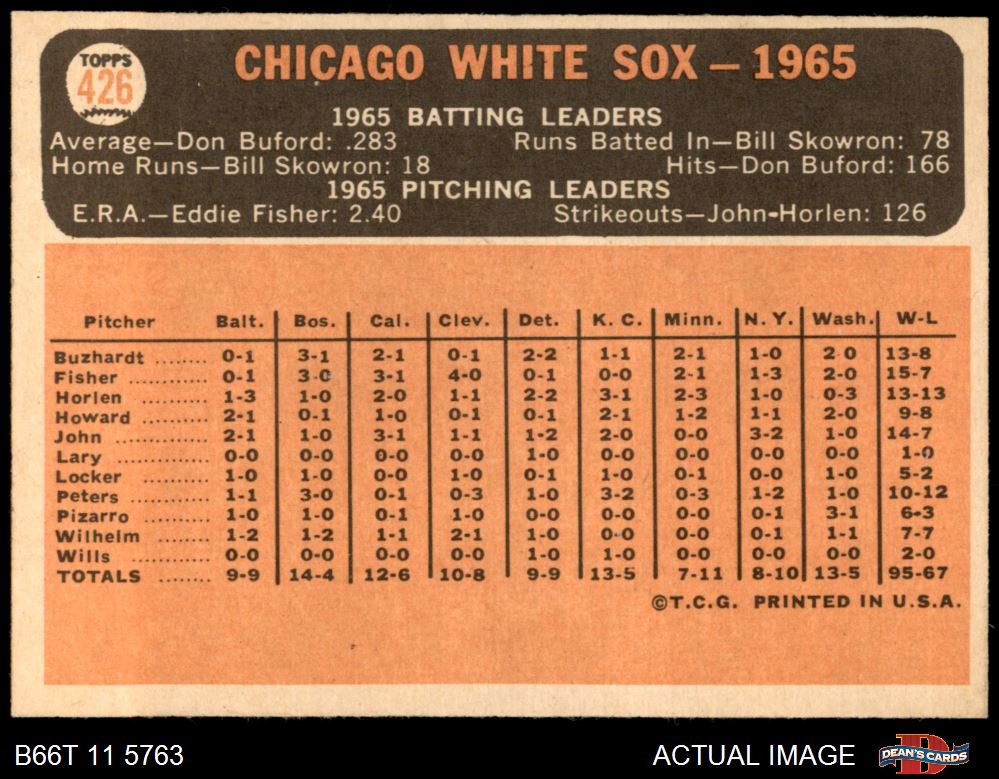 TOPPS
426
CHICAGO WHITE SOX — 1965
1965 BATTING LEADERS
Average—Don Buford: .283 Runs Batted In—Bill Skowron: 78
Home Runs—Bill Skowron: 18 Hits—Don Buford: 166
1965 PITCHING LEADERS
E.R.A.—Eddie Fisher: 2.40 Strikeouts—John-Horlen: 126
Pitcher Balt. Bos. Cal. Clev. Det. K. C. Minn. N. Y. Wash. W-L
Buzhardt ........ 0-1 3-1 2-1 0-1 2-2 1-1 2-1 1-0 2 0 13-8
Fisher ............ 0-1 3-0 3-1 4-0 0-1 0-0 2-1 1-3 2-0 15-7
Horlen ........... 1-3 1-0 2-0 1-1 2-2 3-1 2-3 1-0 0-3 13-13
Howard .......... 2-1 0-1 1-0 0-1 0-1 2-1 1-2 1-1 2-0 9-8
John .............. 2-1 1-0 3-1 1-1 1-2 2-0 0-0 3-2 1-0 14-7
Lary ............... 0-0 0-0 0-0 0-0 1-0 0-0 0-0 0-0 0-0 1-0
Locker ........... 1-0 1-0 0-0 1-0 0-1 1-0 0-1 0-0 1-0 5-2
Peters ........... 1-1 3-0 0-1 0-3 1-0 3-2 0-3 1-2 1-0 10-12
Pizarro .......... 1-0 1-0 0-1 1-0 0-0 0-0 0-0 0-1 3-1 6-3
Wilhelm ......... 1-2 1-2 1-1 2-1 1-0 0-0 0-0 0-1 1-1 7-7
Wills .............. 0-0 0-0 0-0 0-0 1-0 1-0 0-0 0-0 0-0 2-0
TOTALS ........ 9-9 14-4 12-6 10-8 9-9 13-5 7-11 8-10 13-5 95-67
©T.C.G. PRINTED IN U.S.A.
B66T 11 5763 ACTUAL IMAGE DEAN'S CARDS